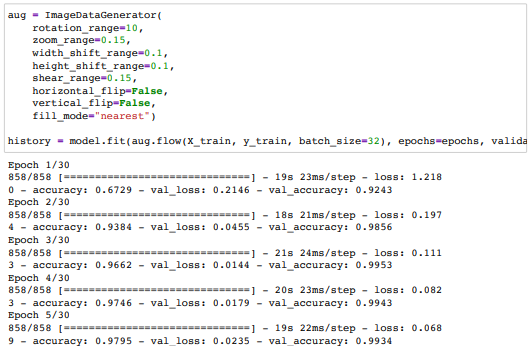 aug = ImageDataGenerator(
    rotation_range=10,
    zoom_range=0.15,
    width_shift_range=0.1,
    height_shift_range=0.1,
    shear_range=0.15,
    horizontal_flip=False,
    vertical_flip=False,
    fill_mode="nearest")
history = model.fit(aug.flow(X_train, y_train, batch_size=32), epochs=epochs, valida
Epoch 1/30
858/858 [==============================] - 19s 23ms/step - loss: 1.218
0 - accuracy: 0.6729 - val_loss: 0.2146 - val_accuracy: 0.9243
Epoch 2/30
858/858 [==============================] - 18s 21ms/step - loss: 0.197
4 - accuracy: 0.9384 - val_loss: 0.0455 - val_accuracy: 0.9856
Epoch 3/30
858/858 [==============================] - 21s 24ms/step - loss: 0.111
3 - accuracy: 0.9662 - val_loss: 0.0144 - val_accuracy: 0.9953
Epoch 4/30
858/858 [==============================] - 20s 23ms/step - loss: 0.082
3 - accuracy: 0.9746 - val_loss: 0.0179 - val_accuracy: 0.9943
Epoch 5/30
858/858 [==============================] - 19s 22ms/step - loss: 0.068
9 - accuracy: 0.9795 - val_loss: 0.0235 - val_accuracy: 0.9934